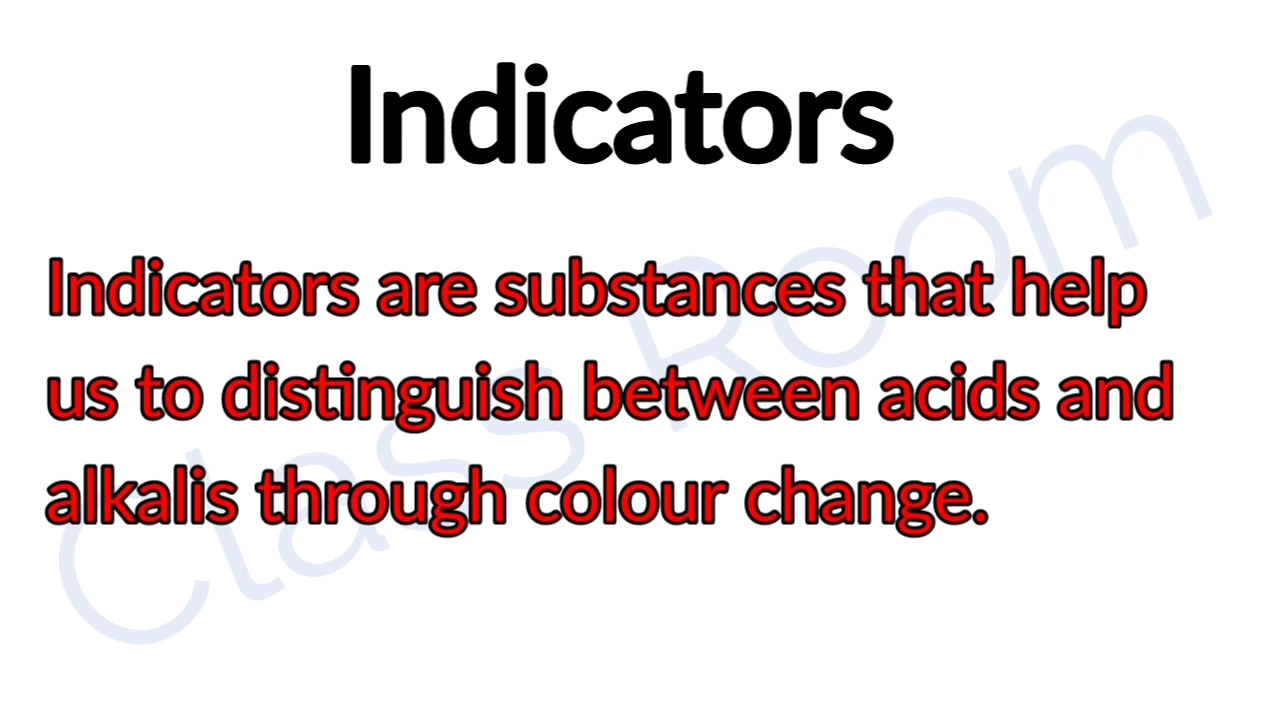 Indicators
Indicators are substances that help
us to distinguish between acids and
alkalis through colour change.
Class Room